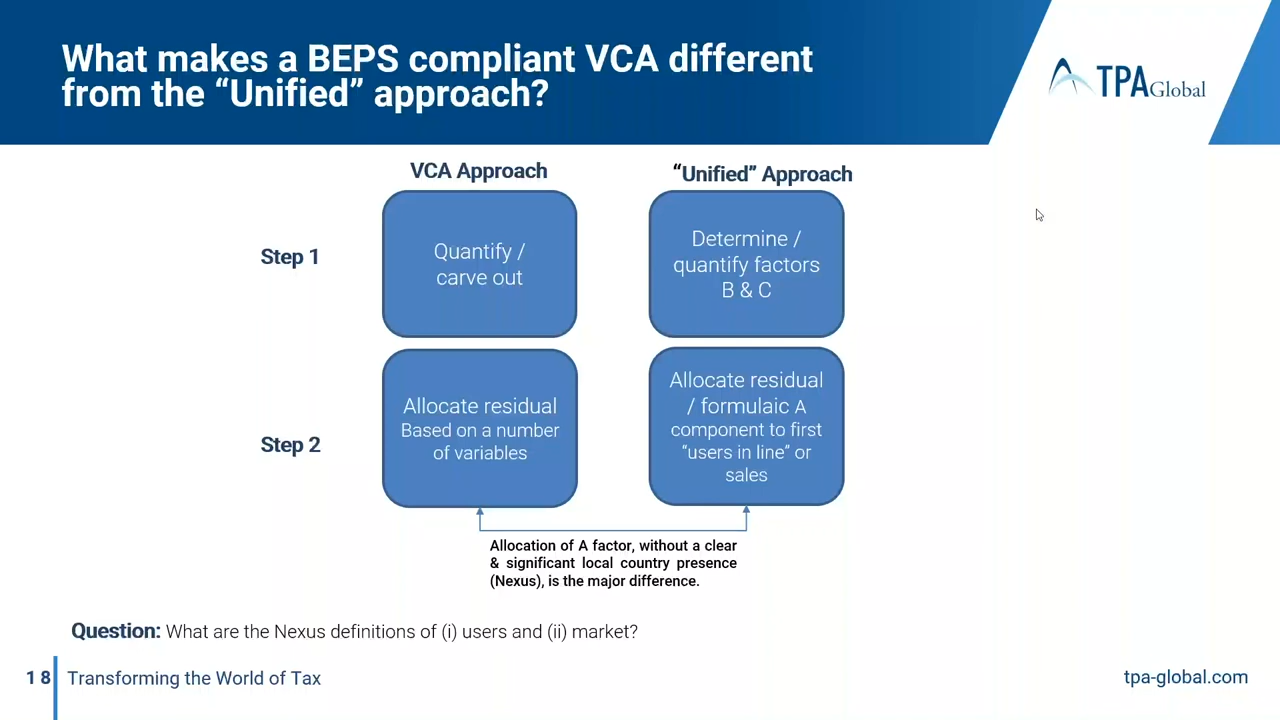 What makes a BEPS compliant VCA different
from the “Unified” approach?
TPA Global
VCA Approach
“Unified” Approach
Step 1
Quantify /
carve out
Determine /
quantify factors
B & C
Step 2
Allocate residual
Based on a number
of variables
Allocate residual
/ formulaic A
component to first
“users in line” or
sales
Allocation of A factor, without a clear
& significant local country presence
(Nexus), is the major difference.
Question: What are the Nexus definitions of (i) users and (ii) market?
18 Transforming the World of Tax
tpa-global.com